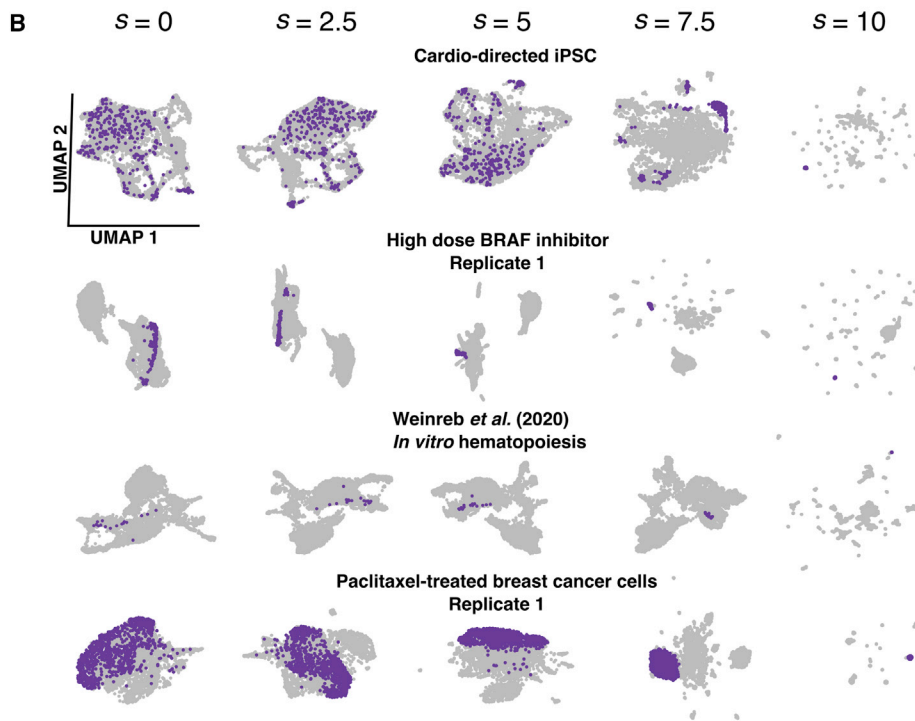 B
s = 0 s = 2.5 s = 5 s = 7.5 s = 10
Cardio-directed iPSC
UMAP 2
UMAP 1
High dose BRAF inhibitor
Replicate 1
Weinreb et al. (2020)
In vitro hematopoiesis
Paclitaxel-treated breast cancer cells
Replicate 1